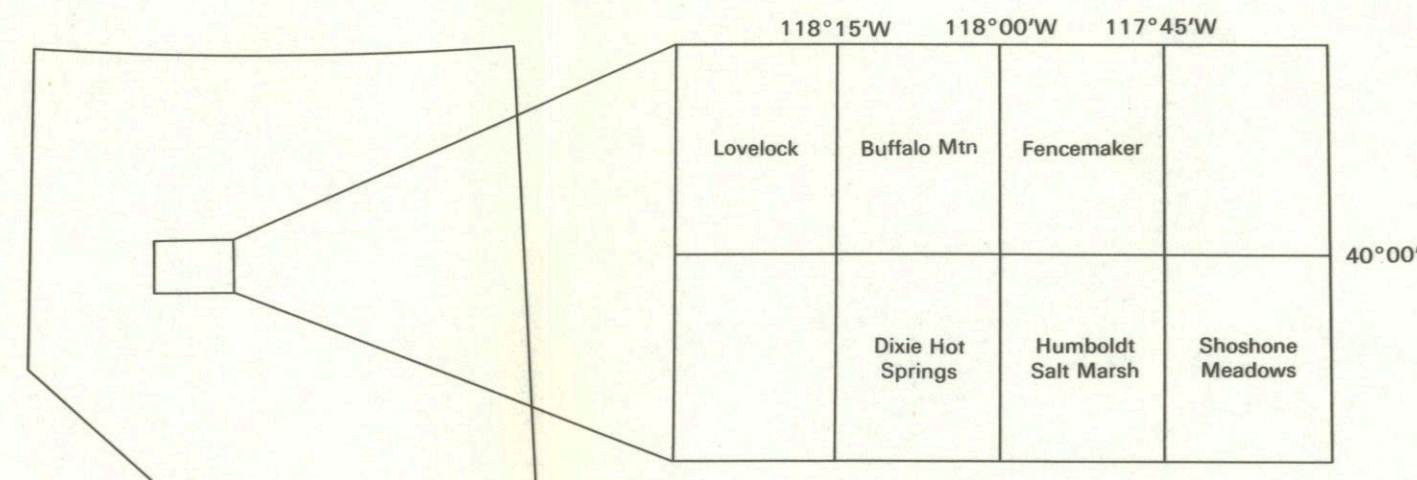 118°15'W 118°00'W 117°45'W
Lovelock Buffalo Mtn Fencemaker
40°00'
Dixie Hot Humboldt Shoshone
Springs Salt Marsh Meadows